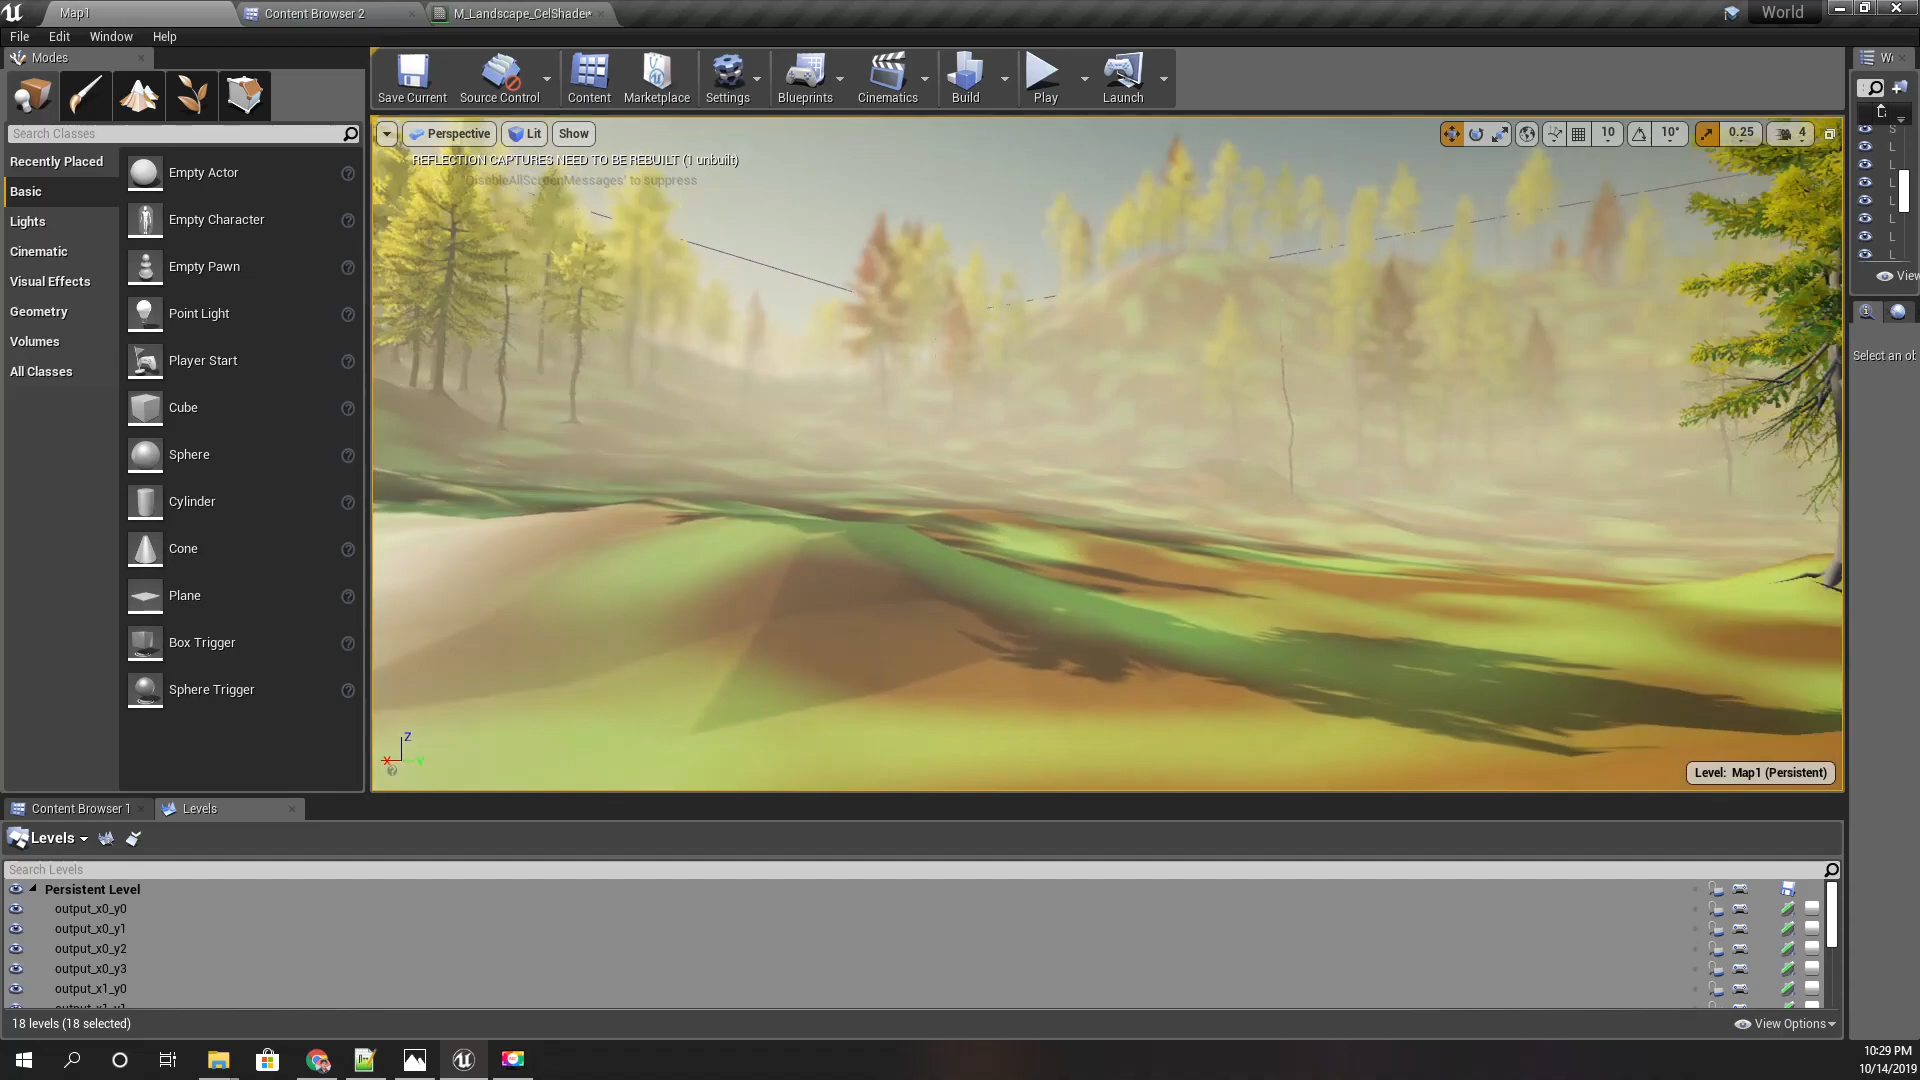 Map1
Content Browser 2
M_Landscape_CelShader*
World
File Edit Window Help
Modes
Search Classes
Recently Placed
Basic
Lights
Cinematic
Visual Effects
Geometry
Volumes
All Classes
Empty Actor
Empty Character
Empty Pawn
Point Light
Player Start
Cube
Sphere
Cylinder
Cone
Plane
Box Trigger
Sphere Trigger
Save Current
Source Control
Content
Marketplace
Settings
Blueprints
Cinematics
Build
Play
Launch
Perspective
Lit
Show
10
10°
0.25
4
REFLECTION CAPTURES NEED TO BE REBUILT (1 unbuilt)
'DisableAllScreenMessages' to suppress
Z
X
Y
Level: Map1 (Persistent)
S
L
L
L
L
L
L
L
View
Select an ob
Content Browser 1
Levels
Levels
Search Levels
Persistent Level
output_x0_y0
output_x0_y1
output_x0_y2
output_x0_y3
output_x1_y0
output_x1_y1
18 levels (18 selected)
View Options
10:29 PM
10/14/2019